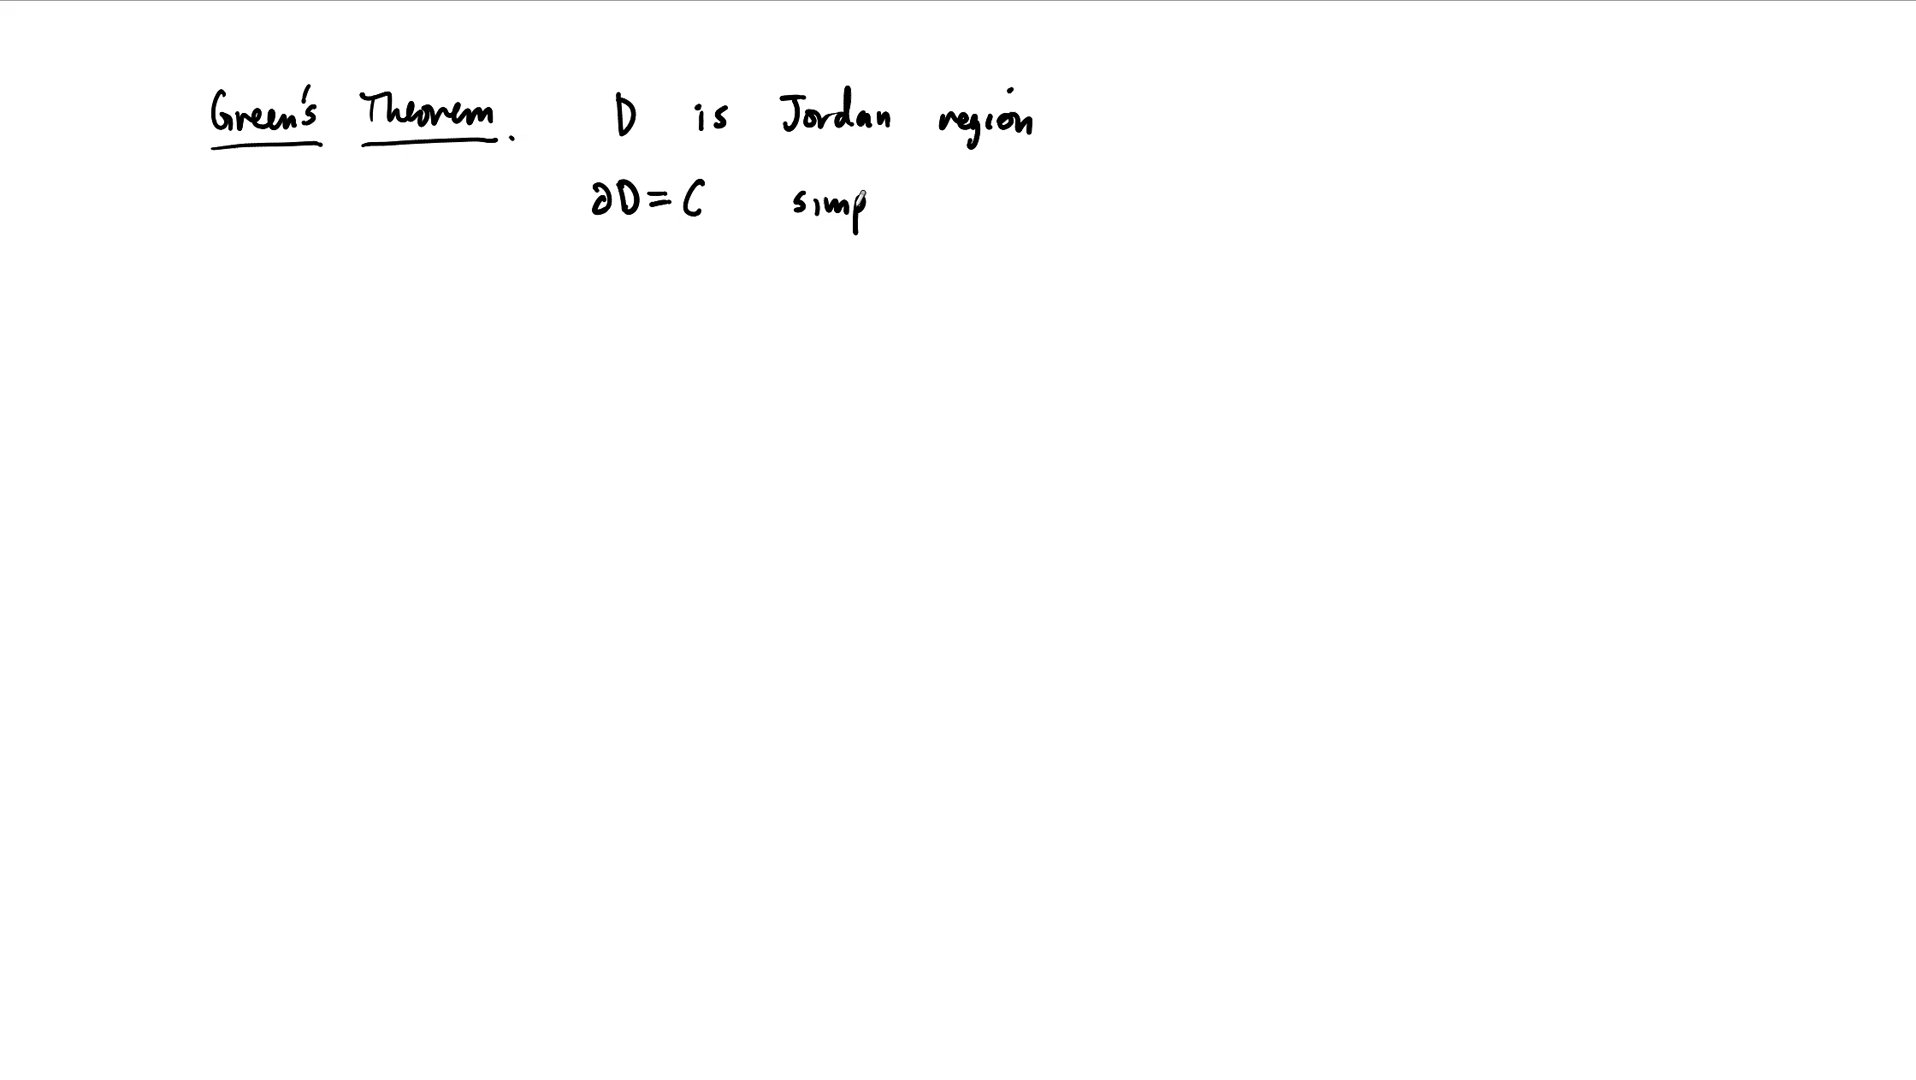 Green's Theorem. D is Jordan region
∂D = C simp